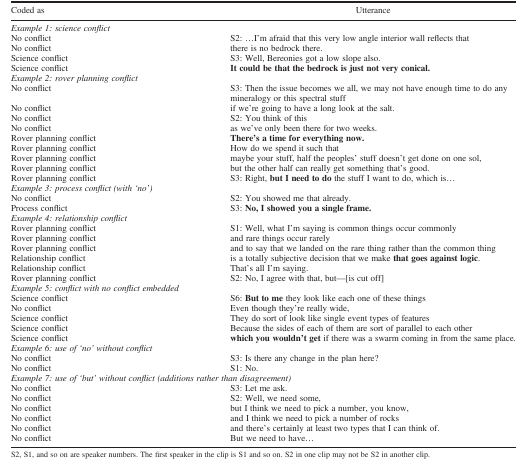 Coded as Utterance
Example 1: science conflict
No conflict S2: …I'm afraid that this very low angle interior wall reflects that
No conflict there is no bedrock there.
Science conflict S3: Well, Bereonies got a low slope also.
Science conflict It could be that the bedrock is just not very conical.
Example 2: rover planning conflict
No conflict S3: Then the issue becomes we all, we may not have enough time to do any
mineralogy or this spectral stuff
No conflict if we're going to have a long look at the salt.
No conflict S2: You think of this
No conflict as we've only been there for two weeks.
Rover planning conflict There's a time for everything now.
Rover planning conflict How do we spend it such that
Rover planning conflict maybe your stuff, half the peoples' stuff doesn't get done on one sol,
Rover planning conflict but the other half can really get something that's good.
Rover planning conflict S3: Right, but I need to do the stuff I want to do, which is…
Example 3: process conflict (with 'no')
No conflict S2: You showed me that already.
Process conflict S3: No, I showed you a single frame.
Example 4: relationship conflict
Rover planning conflict S1: Well, what I'm saying is common things occur commonly
Rover planning conflict and rare things occur rarely
Rover planning conflict and to say that we landed on the rare thing rather than the common thing
Relationship conflict is a totally subjective decision that we make that goes against logic.
Relationship conflict That's all I'm saying.
Rover planning conflict S2: No, I agree with that, but—[is cut off]
Example 5: conflict with no conflict embedded
Science conflict S6: But to me they look like each one of these things
No conflict Even though they're really wide,
Science conflict They do sort of look like single event types of features
Science conflict Because the sides of each of them are sort of parallel to each other
Science conflict which you wouldn't get if there was a swarm coming in from the same place.
Example 6: use of 'no' without conflict
No conflict S3: Is there any change in the plan here?
No conflict S1: No.
Example 7: use of 'but' without conflict (additions rather than disagreement)
No conflict S3: Let me ask.
No conflict S2: Well, we need some,
No conflict but I think we need to pick a number, you know,
No conflict and I think we need to pick a number of rocks
No conflict and there's certainly at least two types that I can think of.
No conflict But we need to have…
S2, S1, and so on are speaker numbers. The first speaker in the clip is S1 and so on. S2 in one clip may not be S2 in another clip.